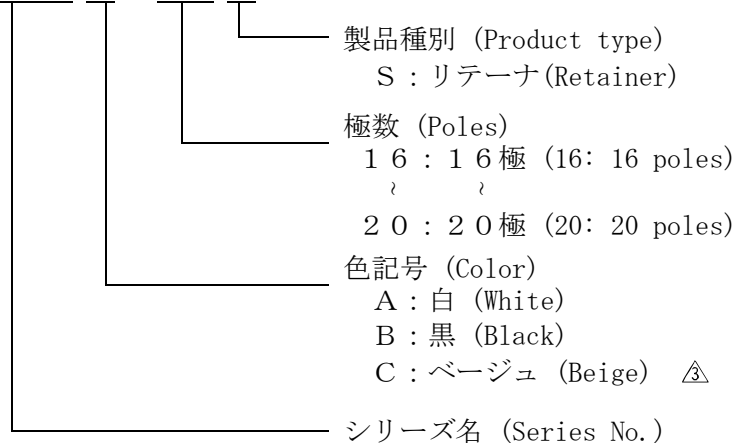 製品種別 (Product type)
S：リテーナ(Retainer)
極数 (Poles)
１６：１６極 (16: 16 poles)
～ ～
２０：２０極 (20: 20 poles)
色記号 (Color)
A：白 (White)
B：黒 (Black)
C：ベージュ (Beige) 3
シリーズ名 (Series No.)